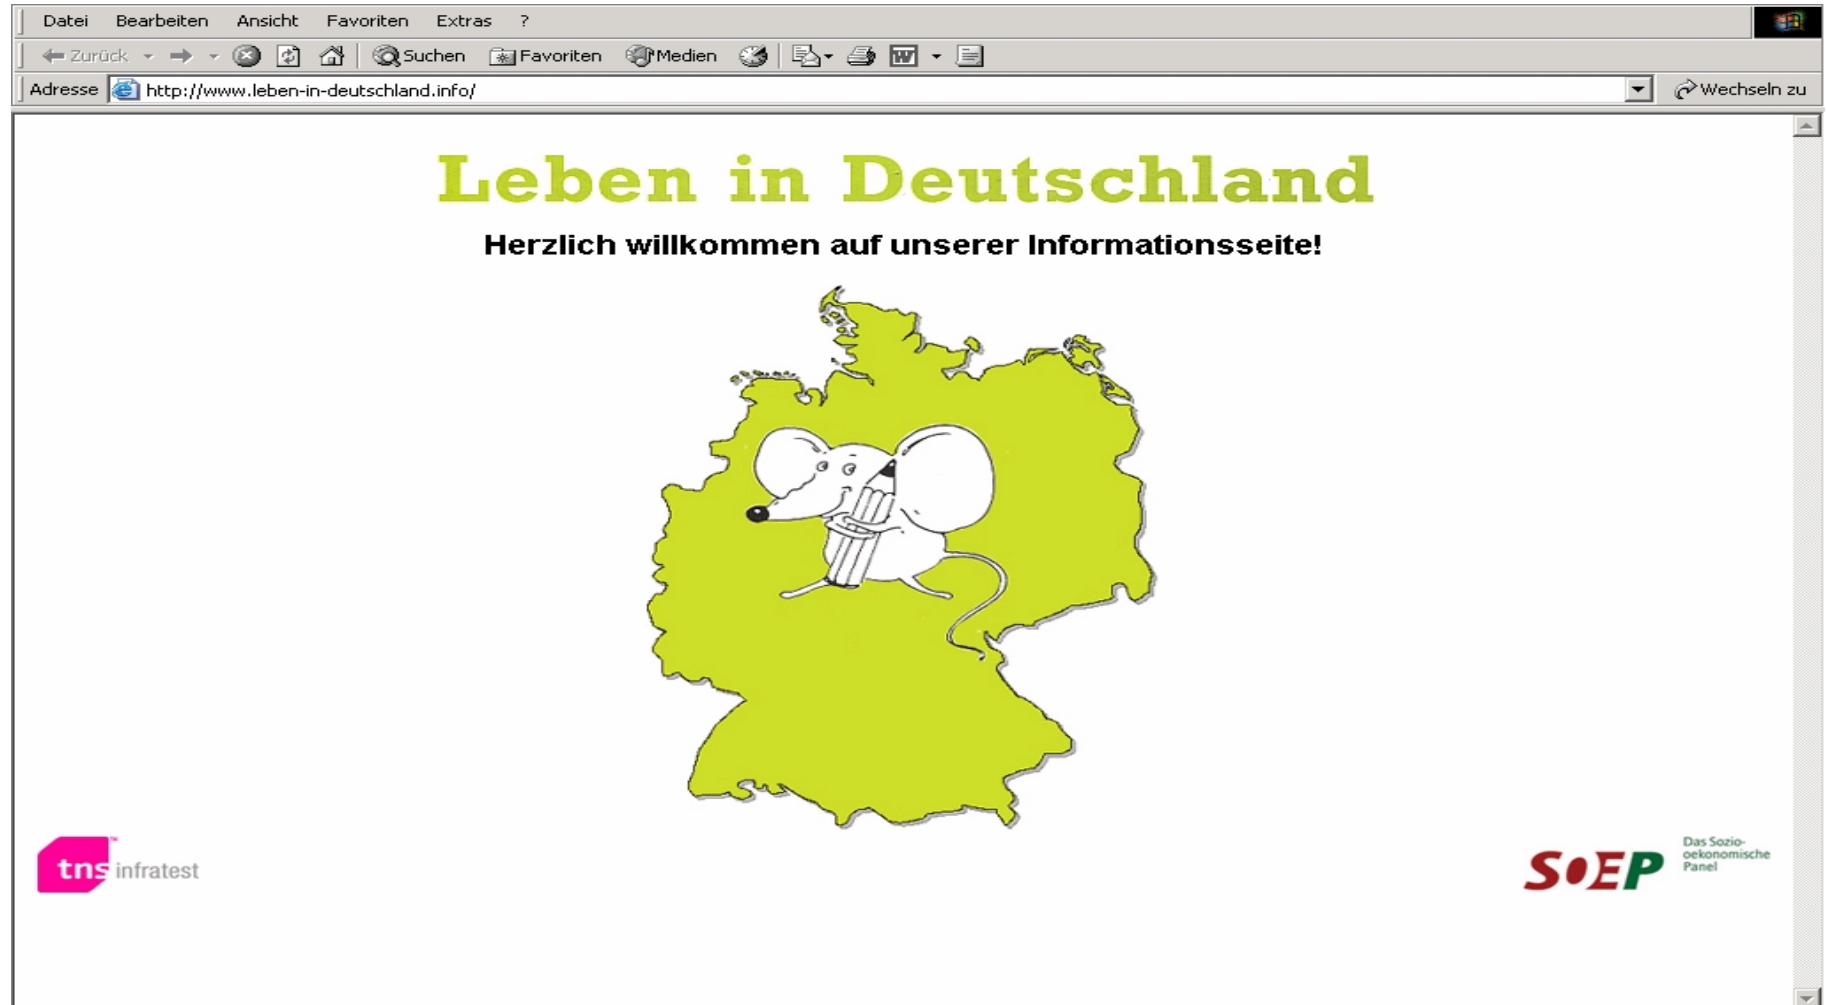 Datei Bearbeiten Ansicht Favoriten Extras ?
Zurück Suchen Favoriten Medien
Adresse http://www.leben-in-deutschland.info/ Wechseln zu
Leben in Deutschland
Herzlich willkommen auf unserer Informationsseite!
tns infratest
SOEP
Das Sozio-
oekonomische
Panel